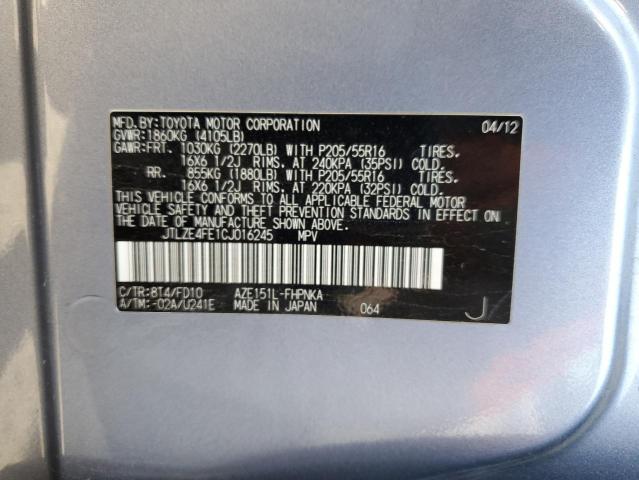 MFD. BY:TOYOTA MOTOR CORPORATION 04/12
GVWR:1860KG (4105LB)
GAWR:FRT. 1030KG (2270LB) WITH P205/55R16 TIRES.
16X6 1/2J RIMS. AT 240KPA (35PSI) COLD.
RR. 855KG (1880LB) WITH P205/55R16 TIRES.
16X6 1/2J RIMS. AT 220KPA (32PSI) COLD.
THIS VEHICLE CONFORMS TO ALL APPLICABLE FEDERAL MOTOR
VEHICLE SAFETY AND THEFT PREVENTION STANDARDS IN EFFECT ON
THE DATE OF MANUFACTURE SHOWN ABOVE.
JTLZE4FE1CJ016245 MPV
C/TR:8T4/FD10 AZE151L-FHPNKA
A/TM:-02A/U241E MADE IN JAPAN 064 J